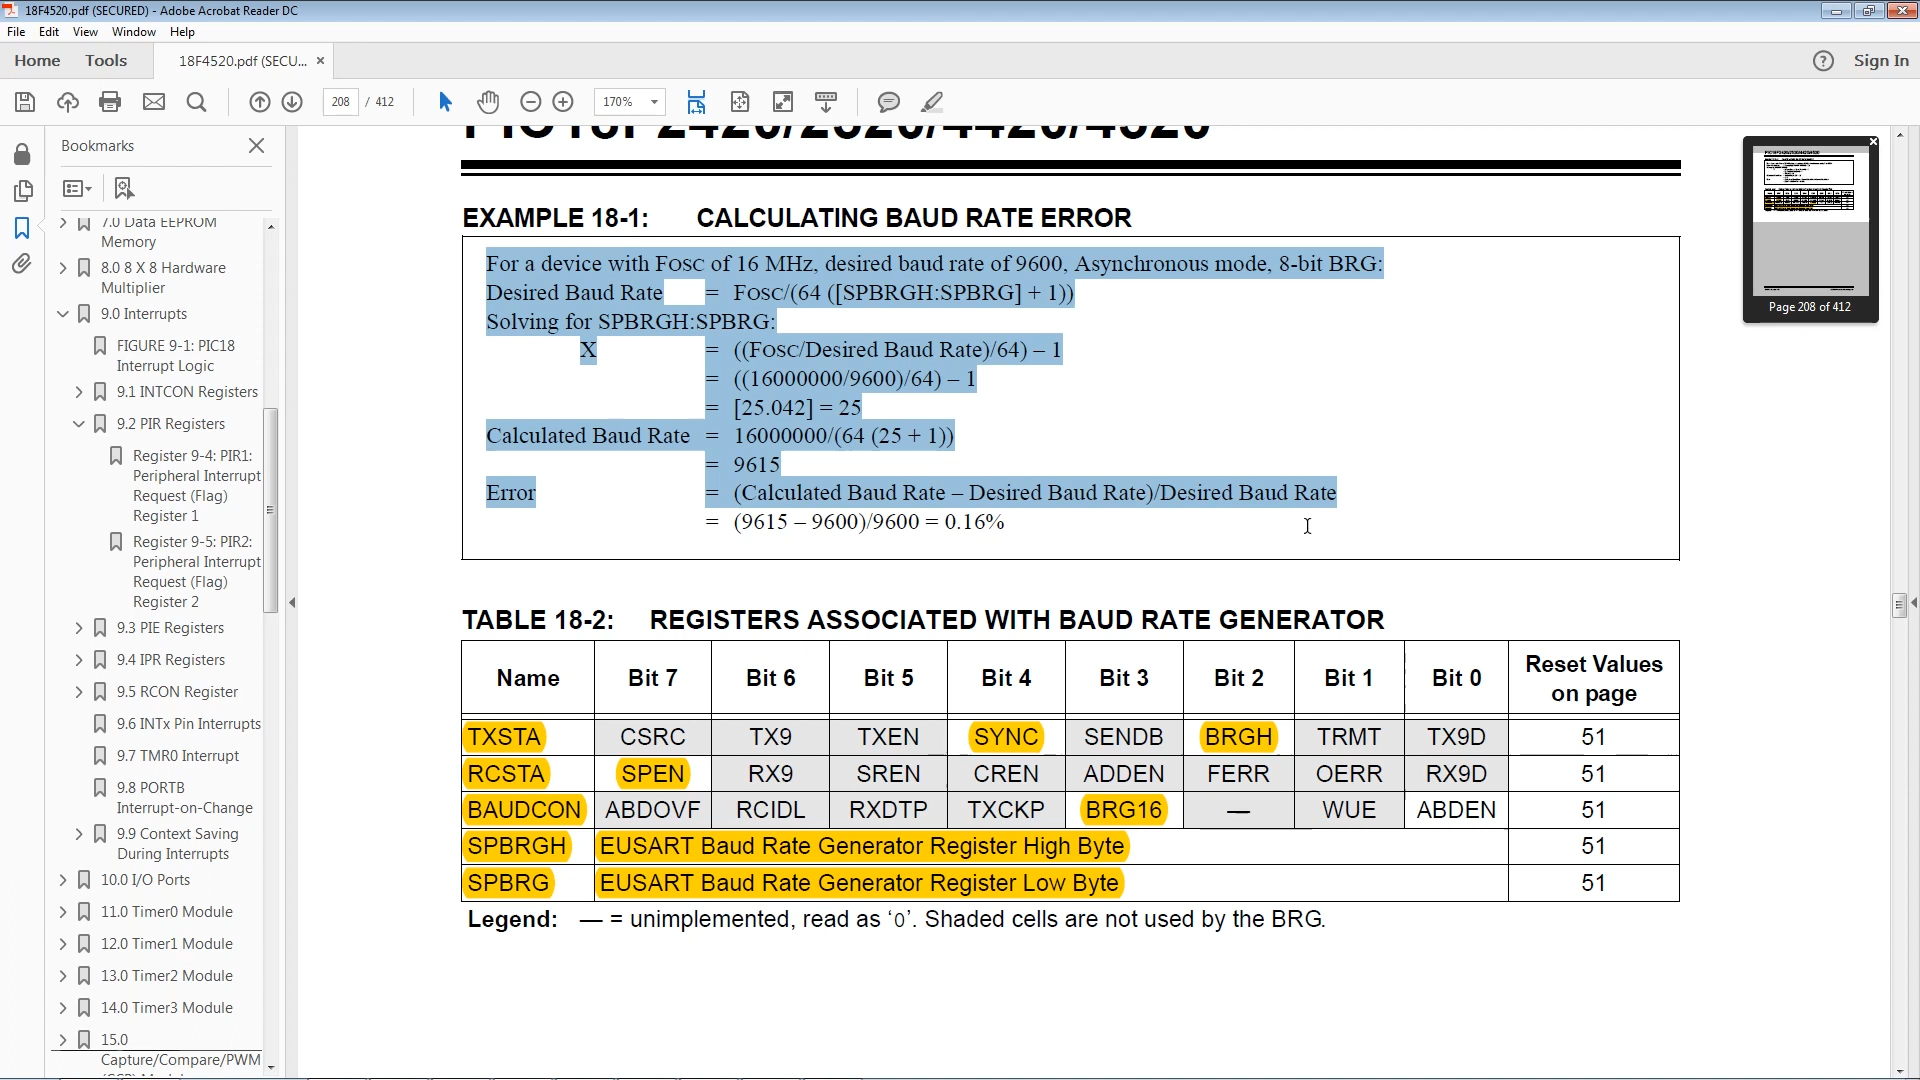 18F4520.pdf (SECURED) - Adobe Acrobat Reader DC
File Edit View Window Help
Home Tools 18F4520.pdf (SECU... × Sign In
208 / 412 170%
Bookmarks
7.0 Data EEPROM
Memory
8.0 8 X 8 Hardware
Multiplier
9.0 Interrupts
FIGURE 9-1: PIC18
Interrupt Logic
9.1 INTCON Registers
9.2 PIR Registers
Register 9-4: PIR1:
Peripheral Interrupt
Request (Flag)
Register 1
Register 9-5: PIR2:
Peripheral Interrupt
Request (Flag)
Register 2
9.3 PIE Registers
9.4 IPR Registers
9.5 RCON Register
9.6 INTx Pin Interrupts
9.7 TMR0 Interrupt
9.8 PORTB
Interrupt-on-Change
9.9 Context Saving
During Interrupts
10.0 I/O Ports
11.0 Timer0 Module
12.0 Timer1 Module
13.0 Timer2 Module
14.0 Timer3 Module
15.0
Capture/Compare/PWM
PIC18F2420/2520/4420/4520
EXAMPLE 18-1: CALCULATING BAUD RATE ERROR
For a device with FOSC of 16 MHz, desired baud rate of 9600, Asynchronous mode, 8-bit BRG:
Desired Baud Rate = FOSC/(64 ([SPBRGH:SPBRG] + 1))
Solving for SPBRGH:SPBRG:
X = ((FOSC/Desired Baud Rate)/64) – 1
= ((16000000/9600)/64) – 1
= [25.042] = 25
Calculated Baud Rate = 16000000/(64 (25 + 1))
= 9615
Error = (Calculated Baud Rate – Desired Baud Rate)/Desired Baud Rate
= (9615 – 9600)/9600 = 0.16%
TABLE 18-2: REGISTERS ASSOCIATED WITH BAUD RATE GENERATOR
Name Bit 7 Bit 6 Bit 5 Bit 4 Bit 3 Bit 2 Bit 1 Bit 0 Reset Values on page
TXSTA CSRC TX9 TXEN SYNC SENDB BRGH TRMT TX9D 51
RCSTA SPEN RX9 SREN CREN ADDEN FERR OERR RX9D 51
BAUDCON ABDOVF RCIDL RXDTP TXCKP BRG16 — WUE ABDEN 51
SPBRGH EUSART Baud Rate Generator Register High Byte 51
SPBRG EUSART Baud Rate Generator Register Low Byte 51
Legend: — = unimplemented, read as ‘0’. Shaded cells are not used by the BRG.
Page 208 of 412